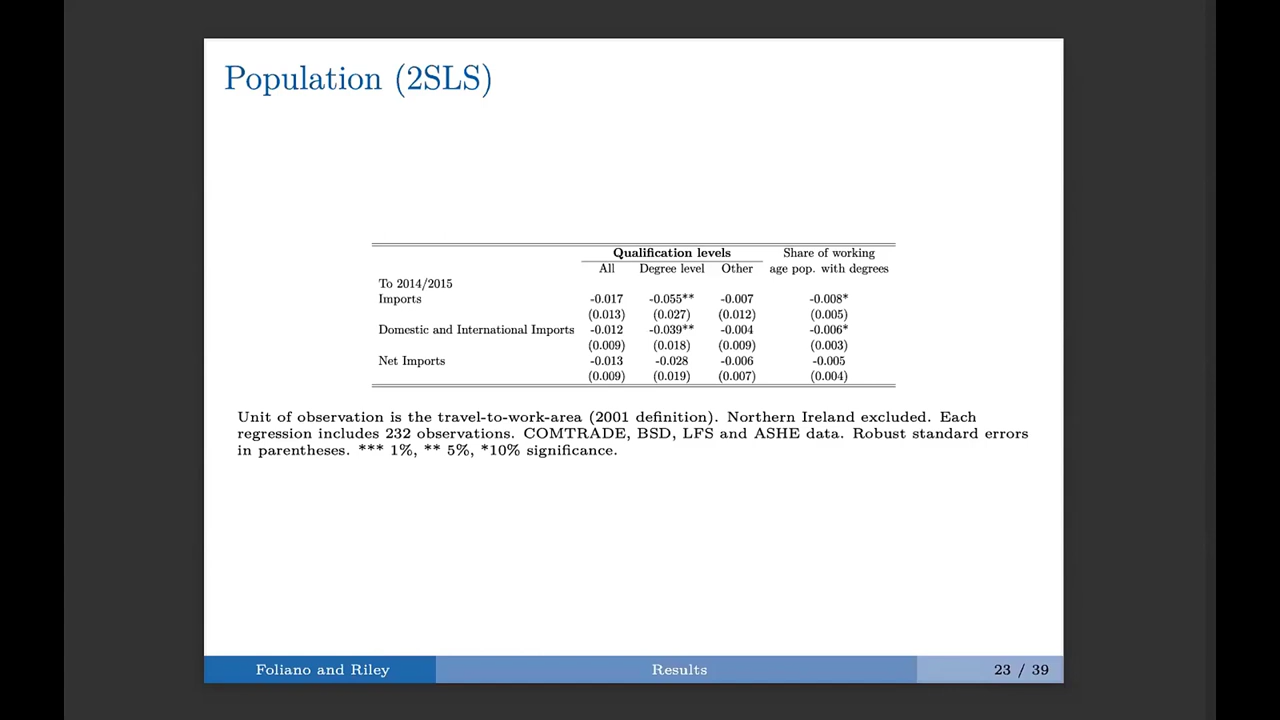 Population (2SLS)
Qualification levels Share of working
All Degree level Other age pop. with degrees
To 2014/2015
Imports -0.017 -0.055** -0.007 -0.008*
(0.013) (0.027) (0.012) (0.005)
Domestic and International Imports -0.012 -0.039** -0.004 -0.006*
(0.009) (0.018) (0.009) (0.003)
Net Imports -0.013 -0.028 -0.006 -0.005
(0.009) (0.019) (0.007) (0.004)
Unit of observation is the travel-to-work-area (2001 definition). Northern Ireland excluded. Each
regression includes 232 observations. COMTRADE, BSD, LFS and ASHE data. Robust standard errors
in parentheses. *** 1%, ** 5%, *10% significance.
Foliano and Riley Results 23 / 39